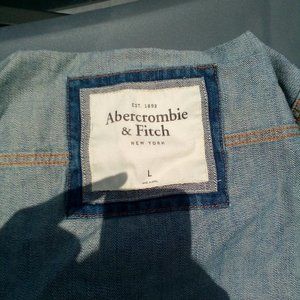 EST. 1892
Abercrombie
& Fitch
NEW YORK
L